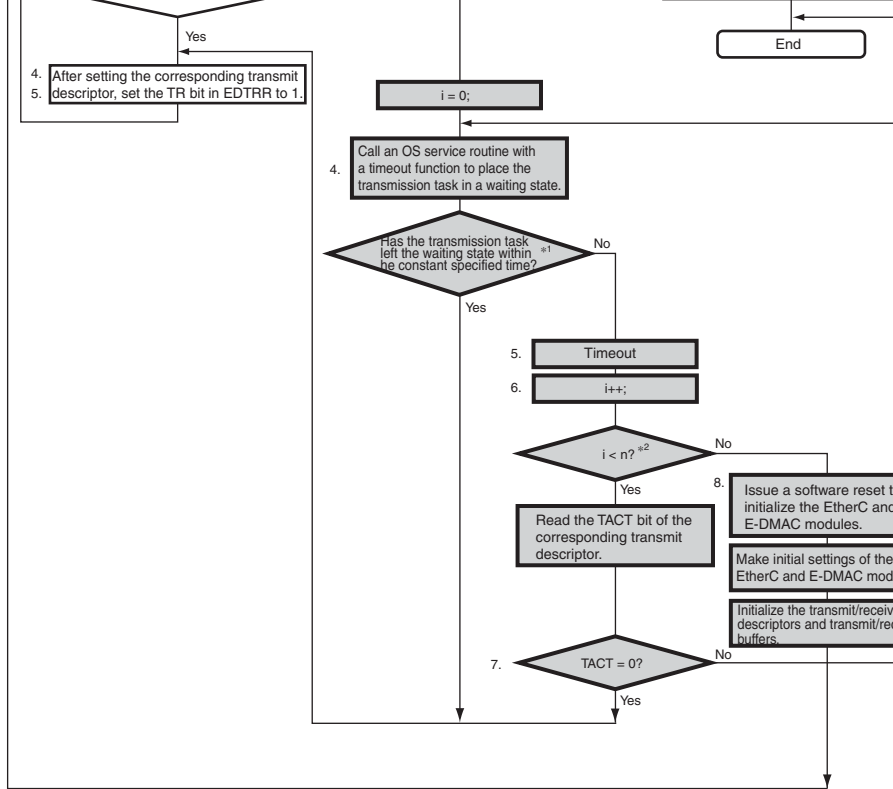 Yes
4. After setting the corresponding transmit
5. descriptor, set the TR bit in EDTRR to 1.
End
i = 0;
4.
Call an OS service routine with
a timeout function to place the
transmission task in a waiting state.
Has the transmission task
left the waiting state within *1
he constant specified time?
No
Yes
5. Timeout
6. i++;
i < n? *2
No
Yes
8.
Issue a software reset t
initialize the EtherC and
E-DMAC modules.
Read the TACT bit of the
corresponding transmit
descriptor.
Make initial settings of the
EtherC and E-DMAC mod
Initialize the transmit/receiv
descriptors and transmit/rec
buffers.
7. TACT = 0?
No
Yes